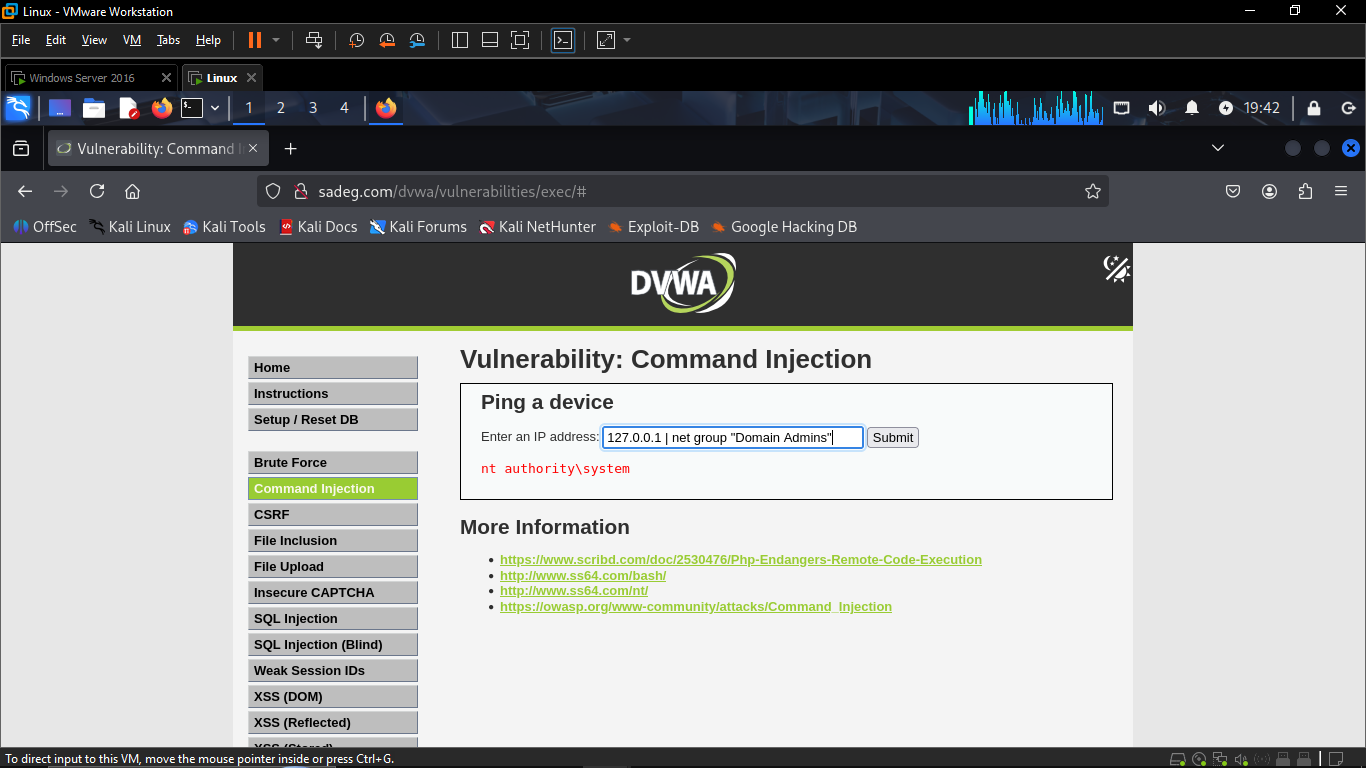 Linux - VMware Workstation
File Edit View VM Tabs Help
Windows Server 2016 Linux
1 2 3 4 19:42
Vulnerability: Command I
sadeg.com/dvwa/vulnerabilities/exec/#
OffSec Kali Linux Kali Tools Kali Docs Kali Forums Kali NetHunter Exploit-DB Google Hacking DB
DVWA
Home
Instructions
Setup / Reset DB
Brute Force
Command Injection
CSRF
File Inclusion
File Upload
Insecure CAPTCHA
SQL Injection
SQL Injection (Blind)
Weak Session IDs
XSS (DOM)
XSS (Reflected)
XSS (Stored)
Vulnerability: Command Injection
Ping a device
Enter an IP address: 127.0.0.1 | net group "Domain Admins" Submit
nt authority\system
More Information
• https://www.scribd.com/doc/2530476/Php-Endangers-Remote-Code-Execution
• http://www.ss64.com/bash/
• http://www.ss64.com/nt/
• https://owasp.org/www-community/attacks/Command_Injection
To direct input to this VM, move the mouse pointer inside or press Ctrl+G.